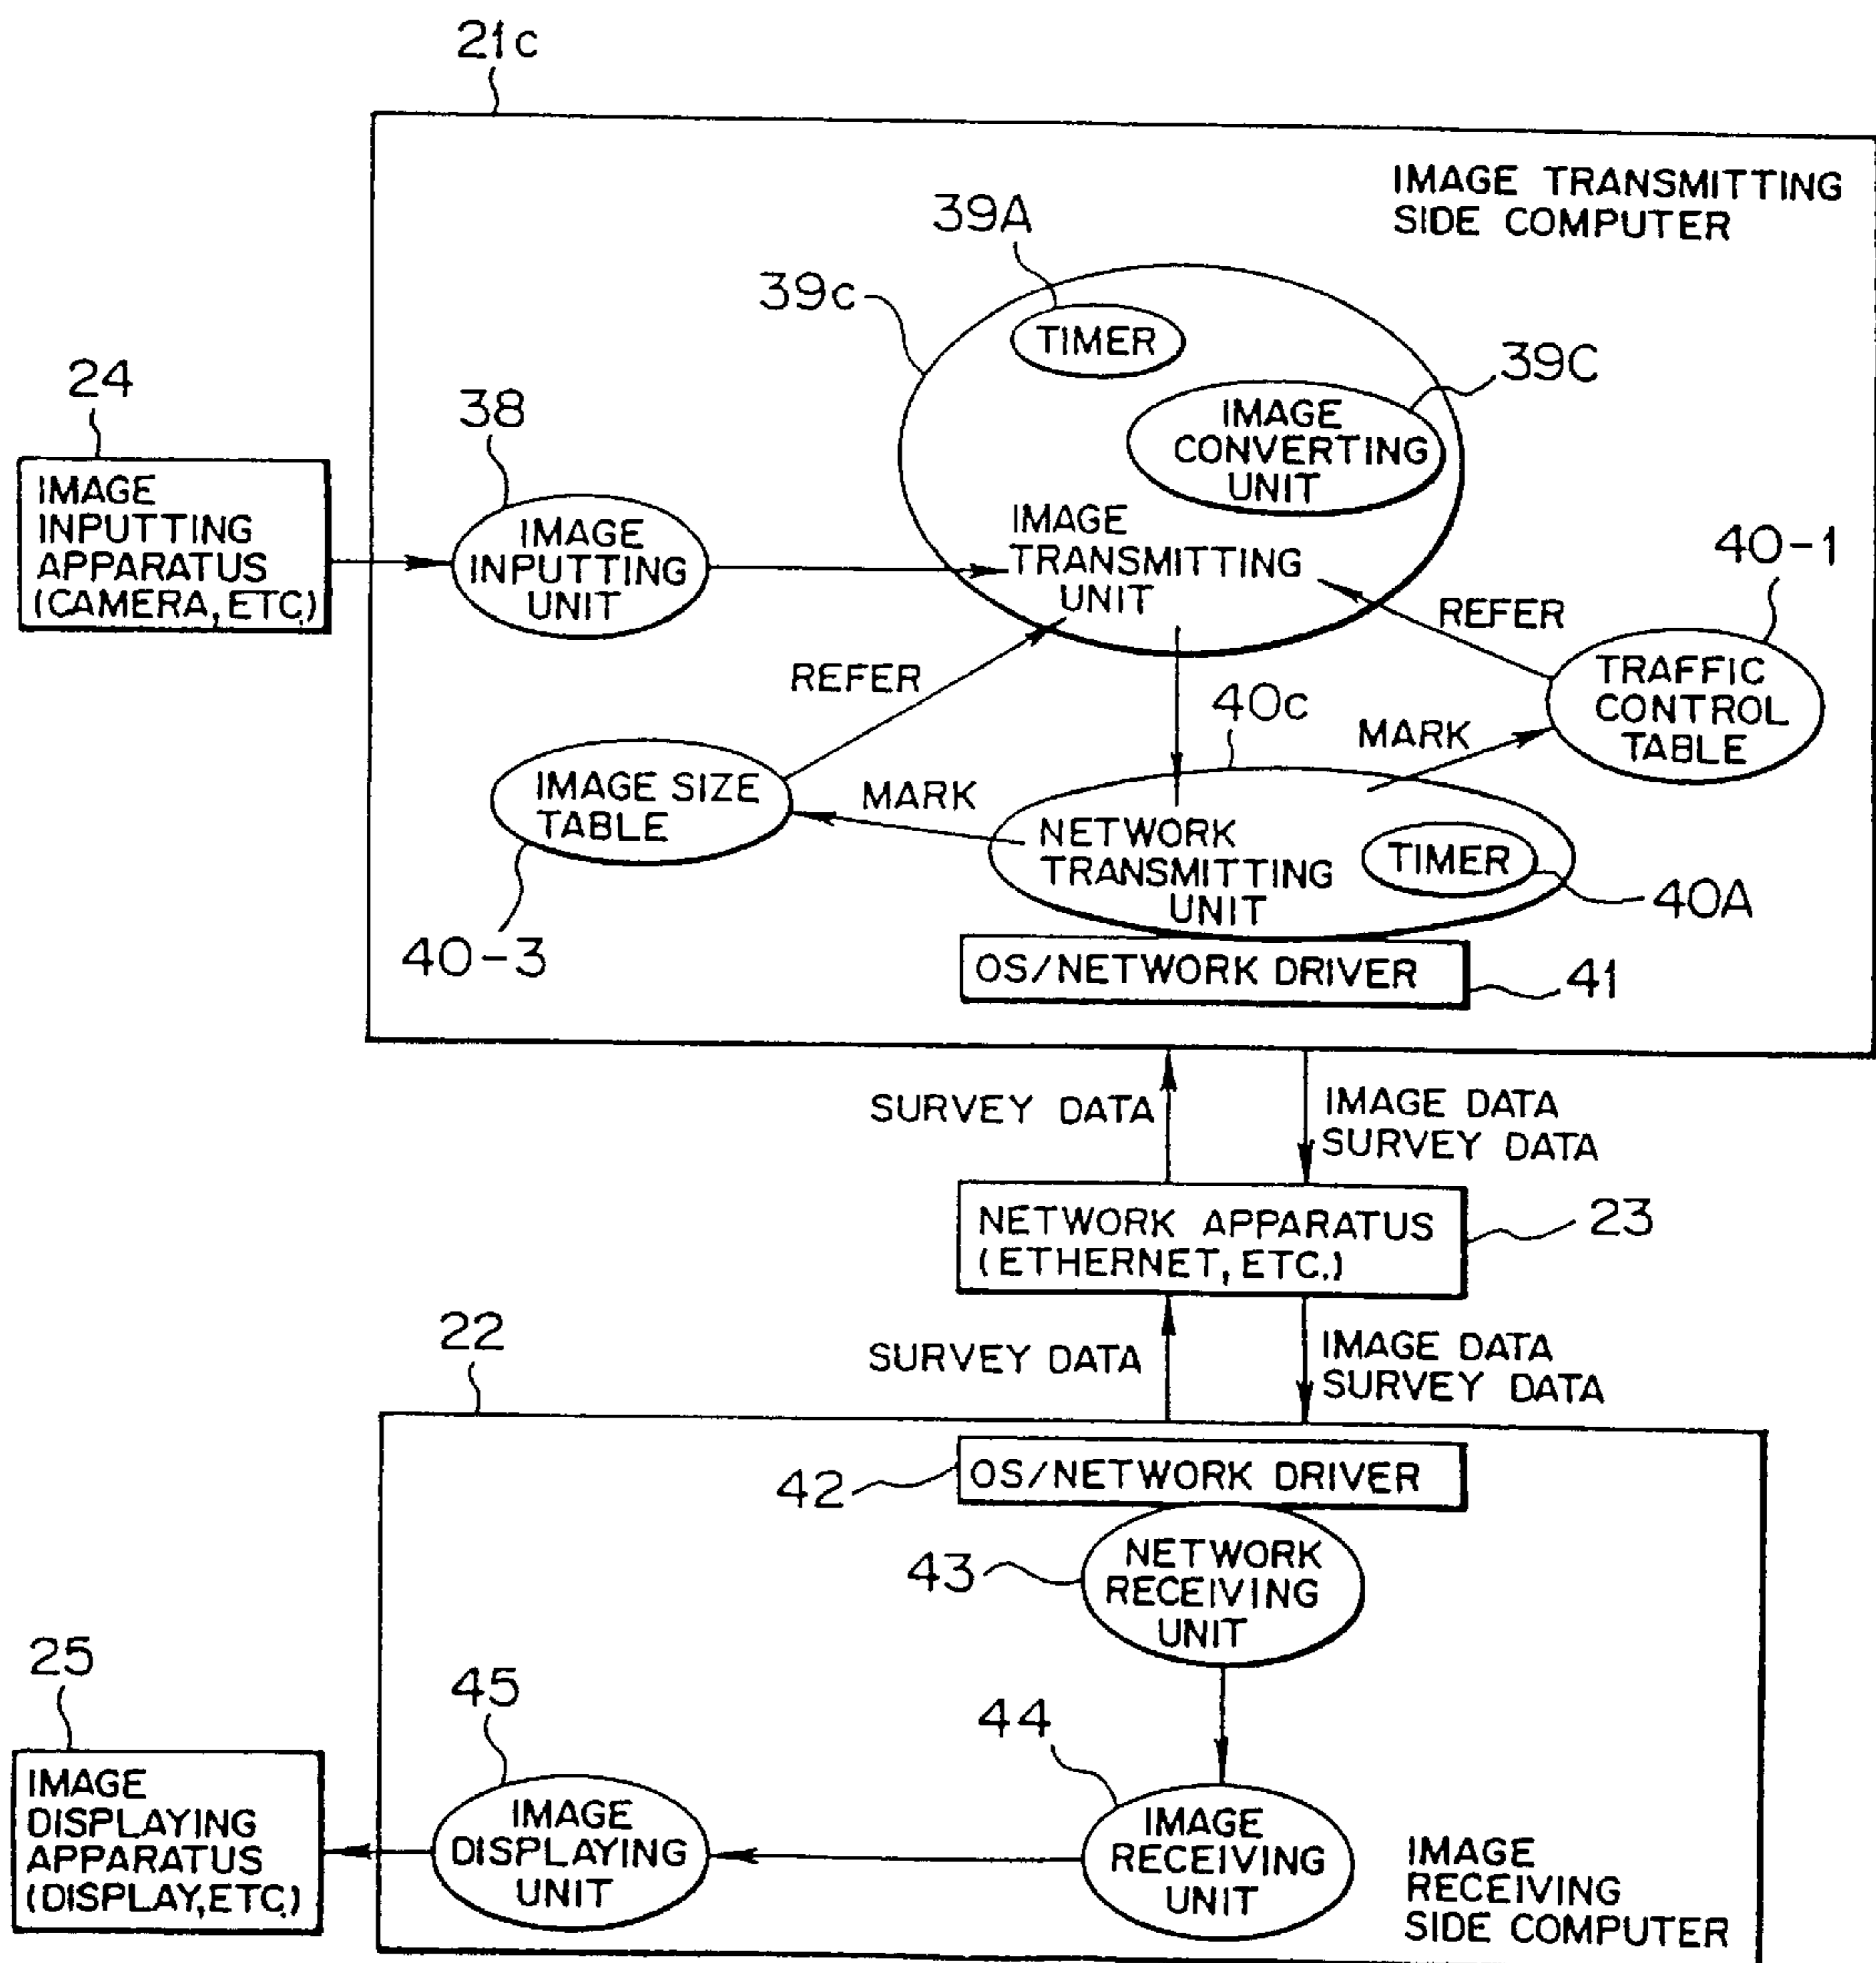 21c
IMAGE TRANSMITTING
SIDE COMPUTER
39A
39c
TIMER
39C
IMAGE
CONVERTING
UNIT
24
38
IMAGE
INPUTTING
APPARATUS
(CAMERA,ETC.)
IMAGE
INPUTTING
UNIT
IMAGE
TRANSMITTING
UNIT
40-1
REFER
REFER
TRAFFIC
CONTROL
TABLE
40c
MARK
IMAGE SIZE
TABLE
MARK
NETWORK
TRANSMITTING
UNIT
TIMER
40A
40-3
OS/NETWORK DRIVER
41
SURVEY DATA
IMAGE DATA
SURVEY DATA
NETWORK APPARATUS
(ETHERNET,ETC.)
23
22
SURVEY DATA
IMAGE DATA
SURVEY DATA
42
OS/NETWORK DRIVER
43
NETWORK
RECEIVING
UNIT
25
45
44
IMAGE
DISPLAYING
APPARATUS
(DISPLAY,ETC.)
IMAGE
DISPLAYING
UNIT
IMAGE
RECEIVING
UNIT
IMAGE
RECEIVING
SIDE COMPUTER